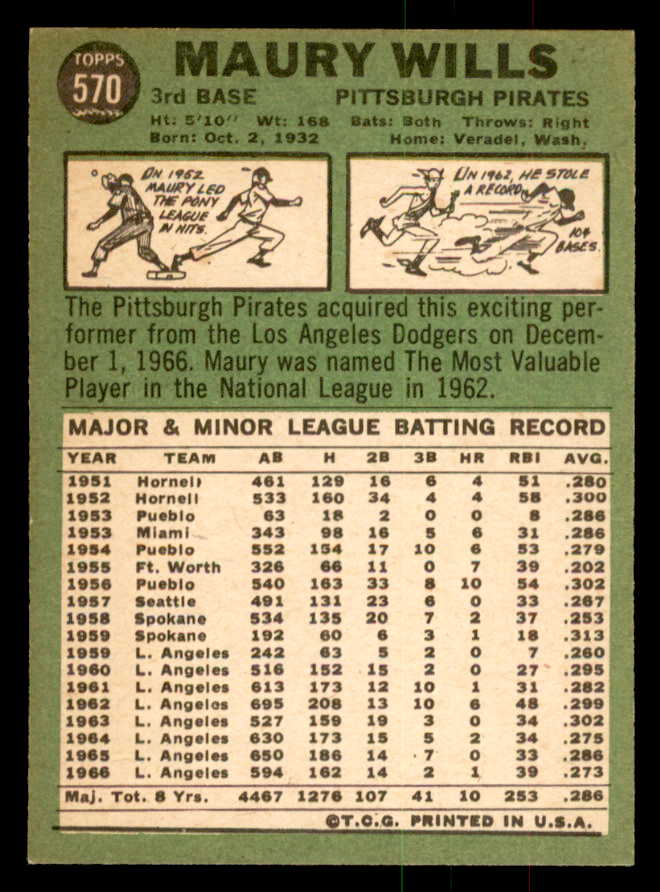 TOPPS
570
MAURY WILLS
3rd BASE PITTSBURGH PIRATES
Ht: 5'10" Wt: 168 Bats: Both Throws: Right
Born: Oct. 2, 1932 Home: Veradel, Wash.
ON 1952
MAURY LED
THE PONY
LEAGUE
IN HITS.
IN 1962, HE STOLE
A RECORD
104
BASES.
The Pittsburgh Pirates acquired this exciting per-
former from the Los Angeles Dodgers on Decem-
ber 1, 1966. Maury was named The Most Valuable
Player in the National League in 1962.
MAJOR & MINOR LEAGUE BATTING RECORD
YEAR TEAM AB H 2B 3B HR RBI AVG.
1951 Hornell 461 129 16 6 4 51 .280
1952 Hornell 533 160 34 4 4 58 .300
1953 Pueblo 63 18 2 0 0 8 .286
1953 Miami 343 98 16 5 6 31 .286
1954 Pueblo 552 154 17 10 6 53 .279
1955 Ft. Worth 326 66 11 0 7 39 .202
1956 Pueblo 540 163 33 8 10 54 .302
1957 Seattle 491 131 23 6 0 33 .267
1958 Spokane 534 135 20 7 2 37 .253
1959 Spokane 192 60 6 3 1 18 .313
1959 L. Angeles 242 63 5 2 0 7 .260
1960 L. Angeles 516 152 15 2 0 27 .295
1961 L. Angeles 613 173 12 10 1 31 .282
1962 L. Angeles 695 208 13 10 6 48 .299
1963 L. Angeles 527 159 19 3 0 34 .302
1964 L. Angeles 630 173 15 5 2 34 .275
1965 L. Angeles 650 186 14 7 0 33 .286
1966 L. Angeles 594 162 14 2 1 39 .273
Maj. Tot. 8 Yrs. 4467 1276 107 41 10 253 .286
©T.C.G. PRINTED IN U.S.A.